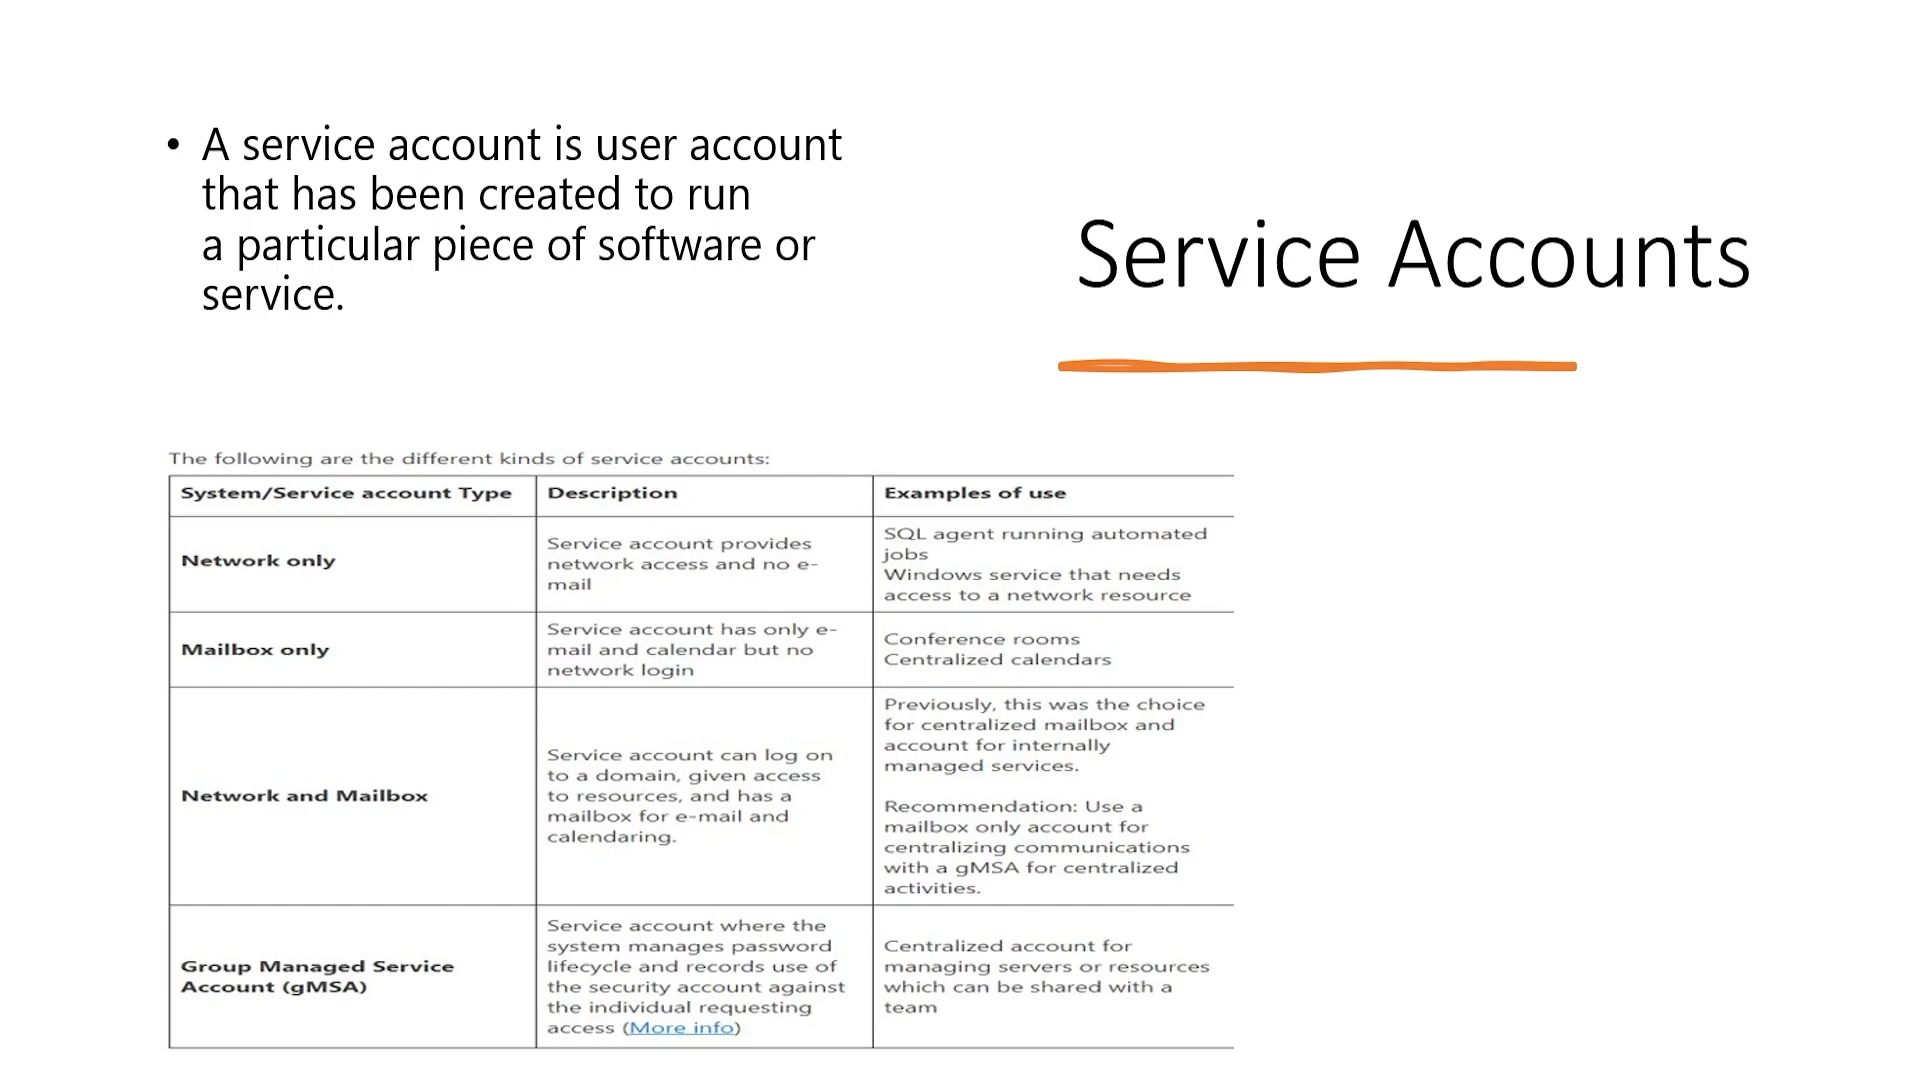 • A service account is user account
that has been created to run
a particular piece of software or
service.
Service Accounts
The following are the different kinds of service accounts:
System/Service account Type
Description
Examples of use
Network only
Service account provides
network access and no e-
mail
SQL agent running automated
jobs
Windows service that needs
access to a network resource
Mailbox only
Service account has only e-
mail and calendar but no
network login
Conference rooms
Centralized calendars
Network and Mailbox
Service account can log on
to a domain, given access
to resources, and has a
mailbox for e-mail and
calendaring.
Previously, this was the choice
for centralized mailbox and
account for internally
managed services.
Recommendation: Use a
mailbox only account for
centralizing communications
with a gMSA for centralized
activities.
Group Managed Service
Account (gMSA)
Service account where the
system manages password
lifecycle and records use of
the security account against
the individual requesting
access (More info)
Centralized account for
managing servers or resources
which can be shared with a
team